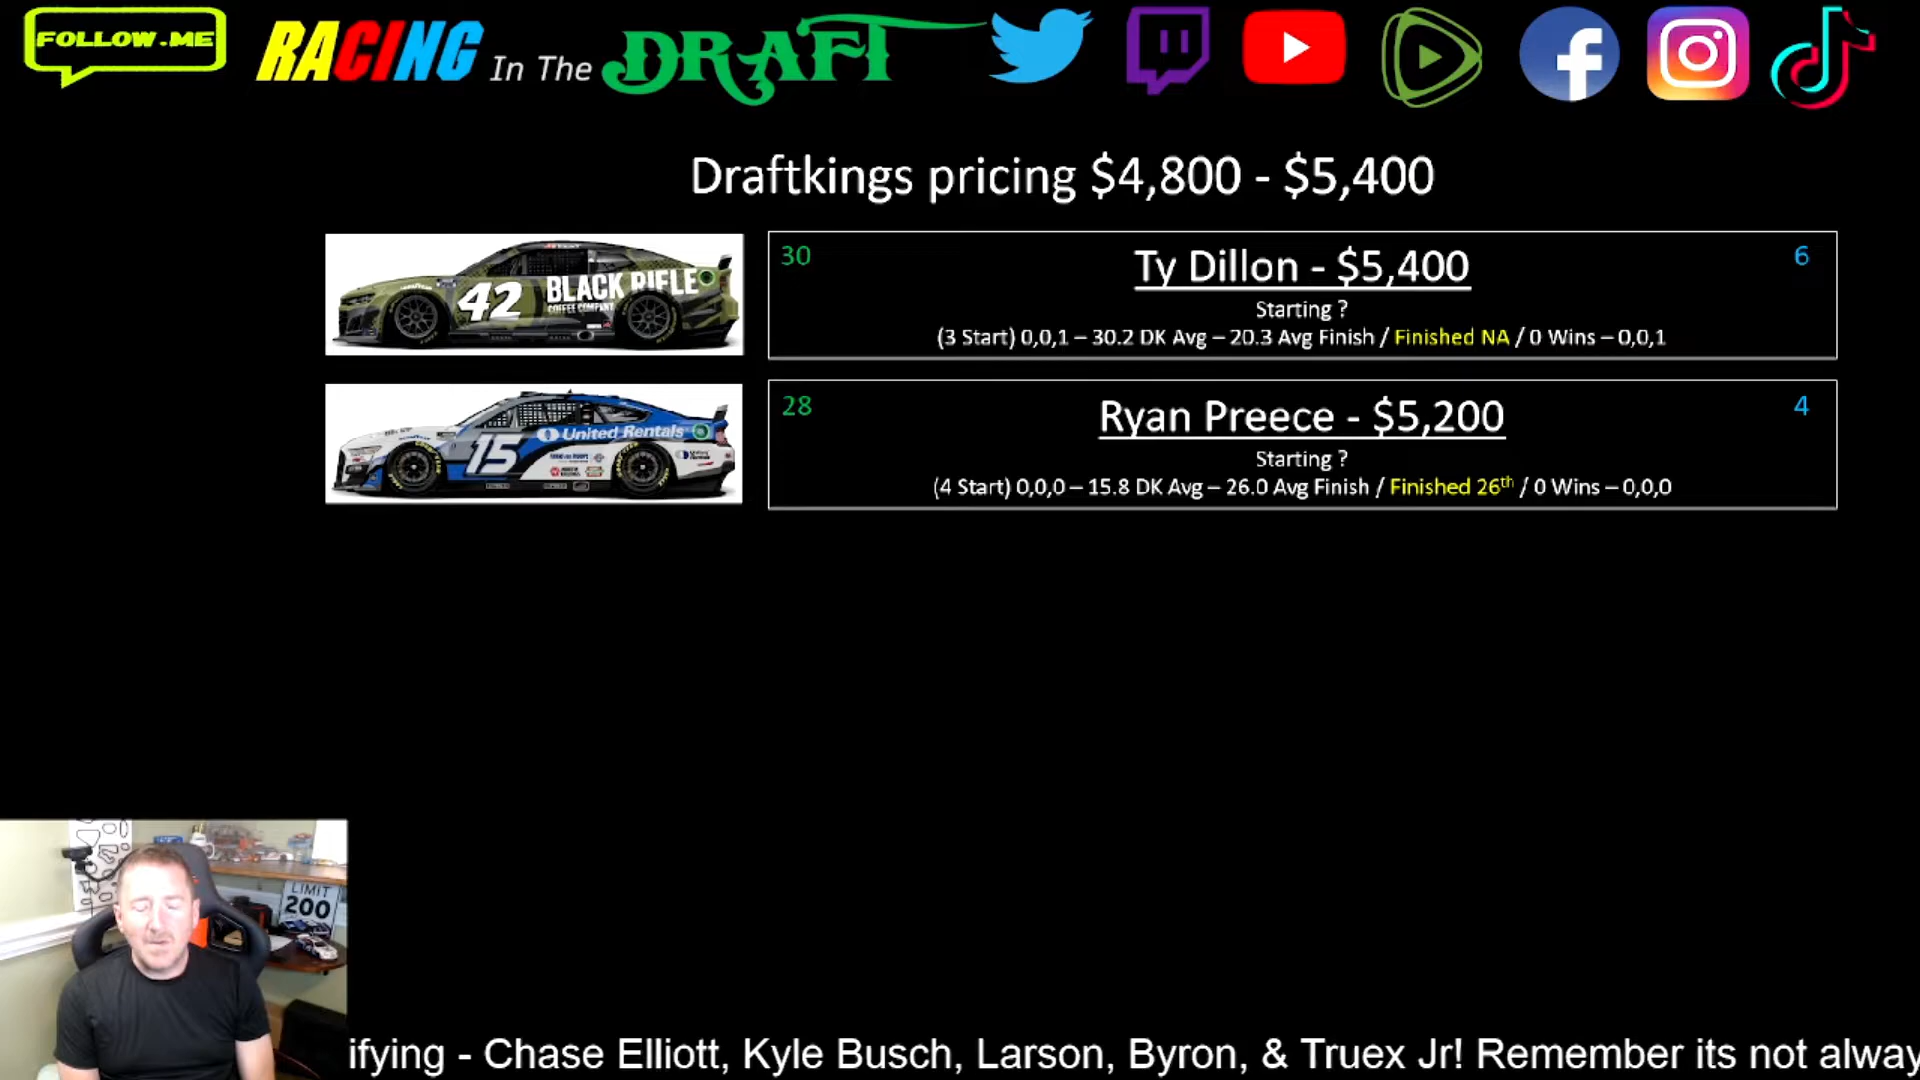 FOLLOW.ME
RACING In The DRAFT
Draftkings pricing $4,800 - $5,400
42 BLACK RIFLE
COFFEE COMPANY
30
Ty Dillon - $5,400
6
Starting ?
(3 Start) 0,0,1 – 30.2 DK Avg – 20.3 Avg Finish / Finished NA / 0 Wins – 0,0,1
15 United Rentals
28
Ryan Preece - $5,200
4
Starting ?
(4 Start) 0,0,0 – 15.8 DK Avg – 26.0 Avg Finish / Finished 26th / 0 Wins – 0,0,0
LIMIT
200
ifying - Chase Elliott, Kyle Busch, Larson, Byron, & Truex Jr! Remember its not alway